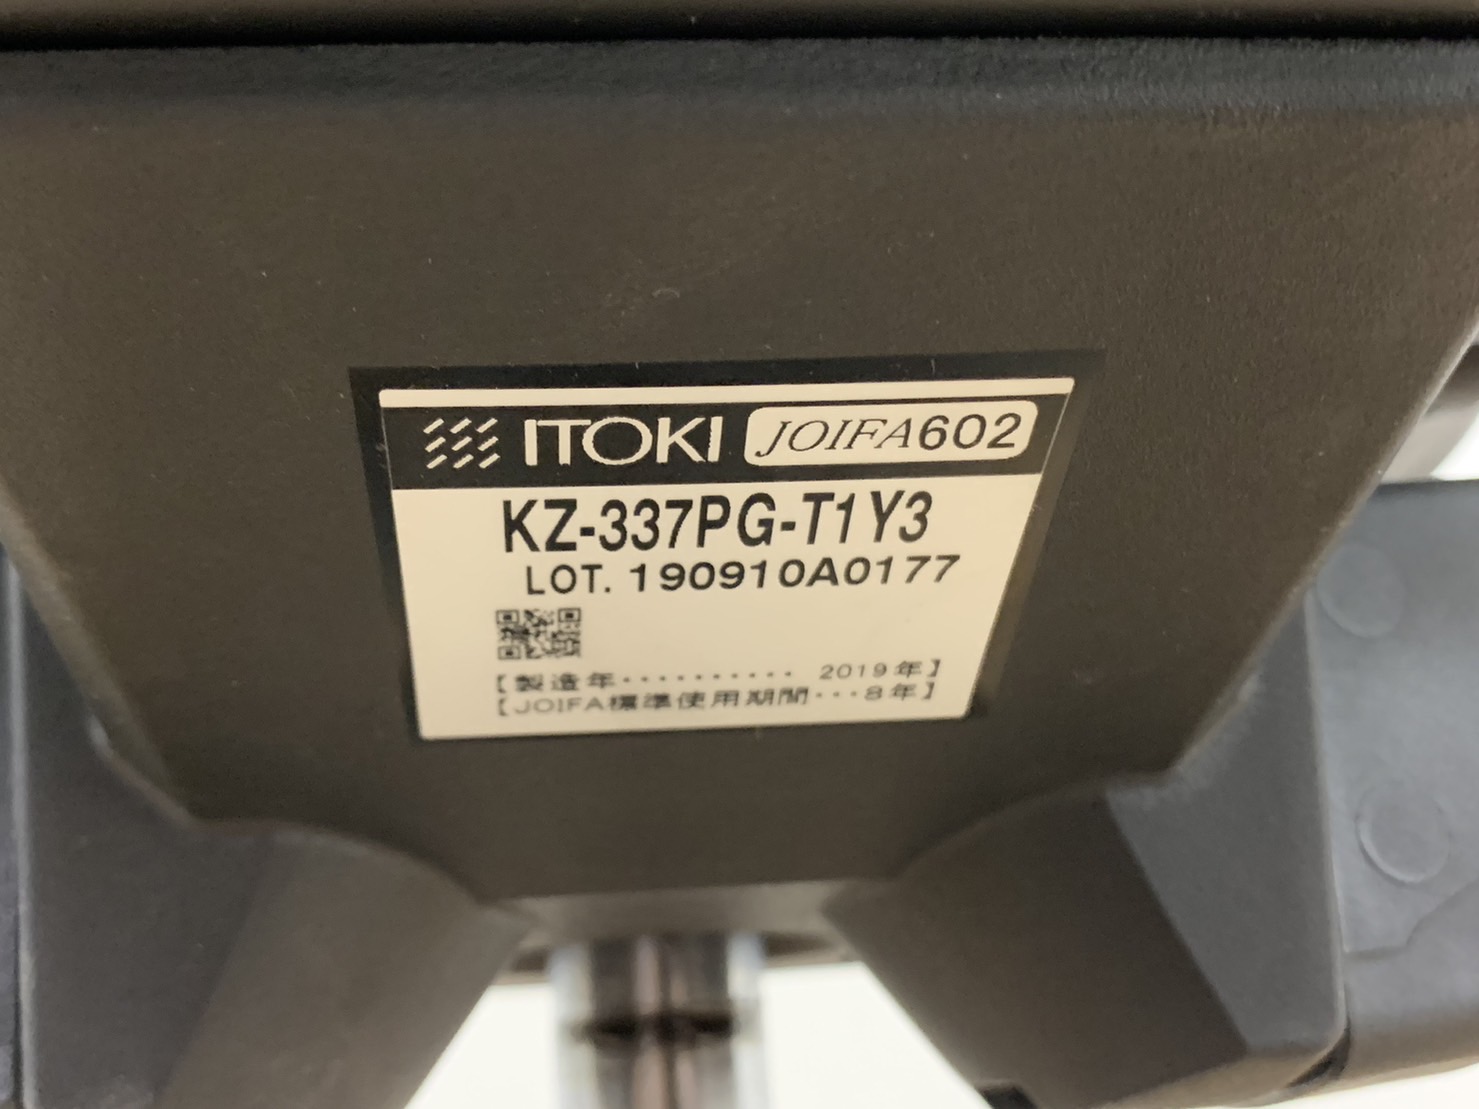 ITOKI JOIFA602
KZ-337PG-T1Y3
LOT. 190910A0177
【製造年・・・・・・・・・・ 2019年】
【JOIFA標準使用期間・・・8年】